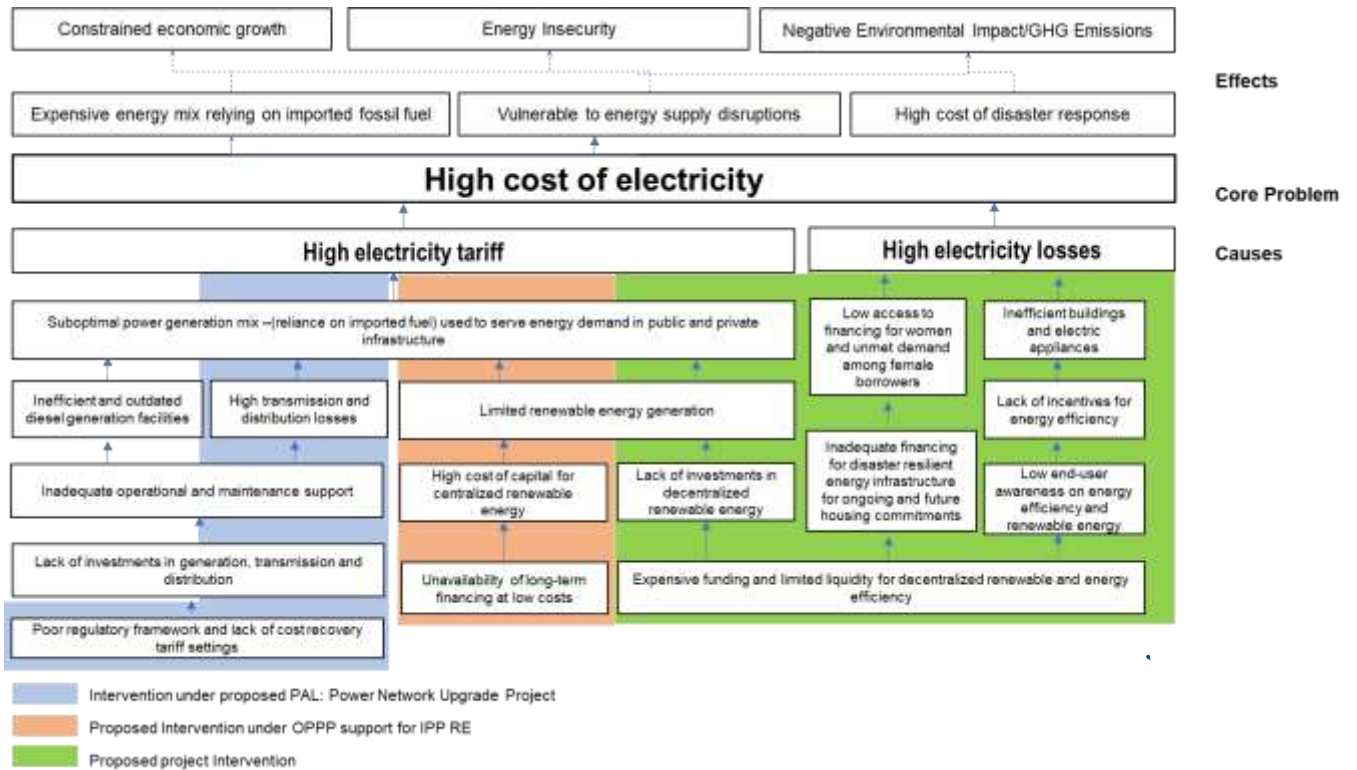 Constrained economic growth
Energy Insecurity
Negative Environmental Impact/GHG Emissions
Effects
Expensive energy mix relying on imported fossil fuel
Vulnerable to energy supply disruptions
High cost of disaster response
High cost of electricity
Core Problem
High electricity tariff
High electricity losses
Causes
Suboptimal power generation mix –(reliance on imported fuel) used to serve energy demand in public and private
infrastructure
Low access to
financing for women
and unmet demand
among female
borrowers
Inefficient buildings
and electric
appliances
Inefficient and outdated
diesel generation facilities
High transmission and
distribution losses
Limited renewable energy generation
Lack of incentives for
energy efficiency
Inadequate operational and maintenance support
High cost of capital for
centralized renewable
energy
Lack of investments in
decentralized
renewable energy
Inadequate financing
for disaster resilient
energy infrastructure
for ongoing and future
housing commitments
Low end-user
awareness on energy
efficiency and
renewable energy
Lack of investments in generation, transmission and
distribution
Unavailability of long-term
financing at low costs
Expensive funding and limited liquidity for decentralized renewable and energy
efficiency
Poor regulatory framework and lack of cost recovery
tariff settings
Intervention under proposed PAL: Power Network Upgrade Project
Proposed Intervention under OPPP support for IPP RE
Proposed project Intervention